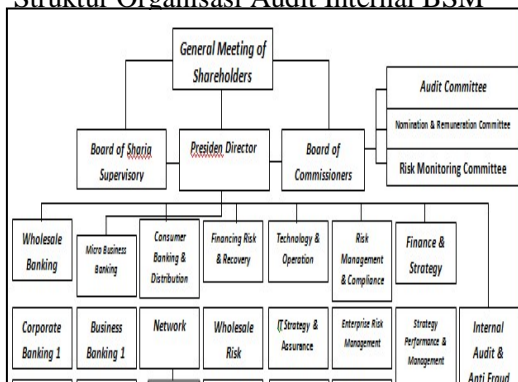 Struktur Organisasi Audit Internal BSM
General Meeting of
Shareholders
Audit Committee
Nomination & Remuneration Committee
Risk Monitoring Committee
Board of Sharia
Supervisory
Presiden Director
Board of
Commissioners
Wholesale
Banking
Micro Business
Banking
Consumer
Banking &
Distribution
Financing Risk
& Recovery
Technology &
Operation
Risk
Management
& Compliance
Finance &
Strategy
Corporate
Banking 1
Business
Banking 1
Network
Wholesale
Risk
IT Strategy &
Assurance
Enterprise Risk
Management
Strategy
Performance &
Management
Internal
Audit &
Anti Fraud